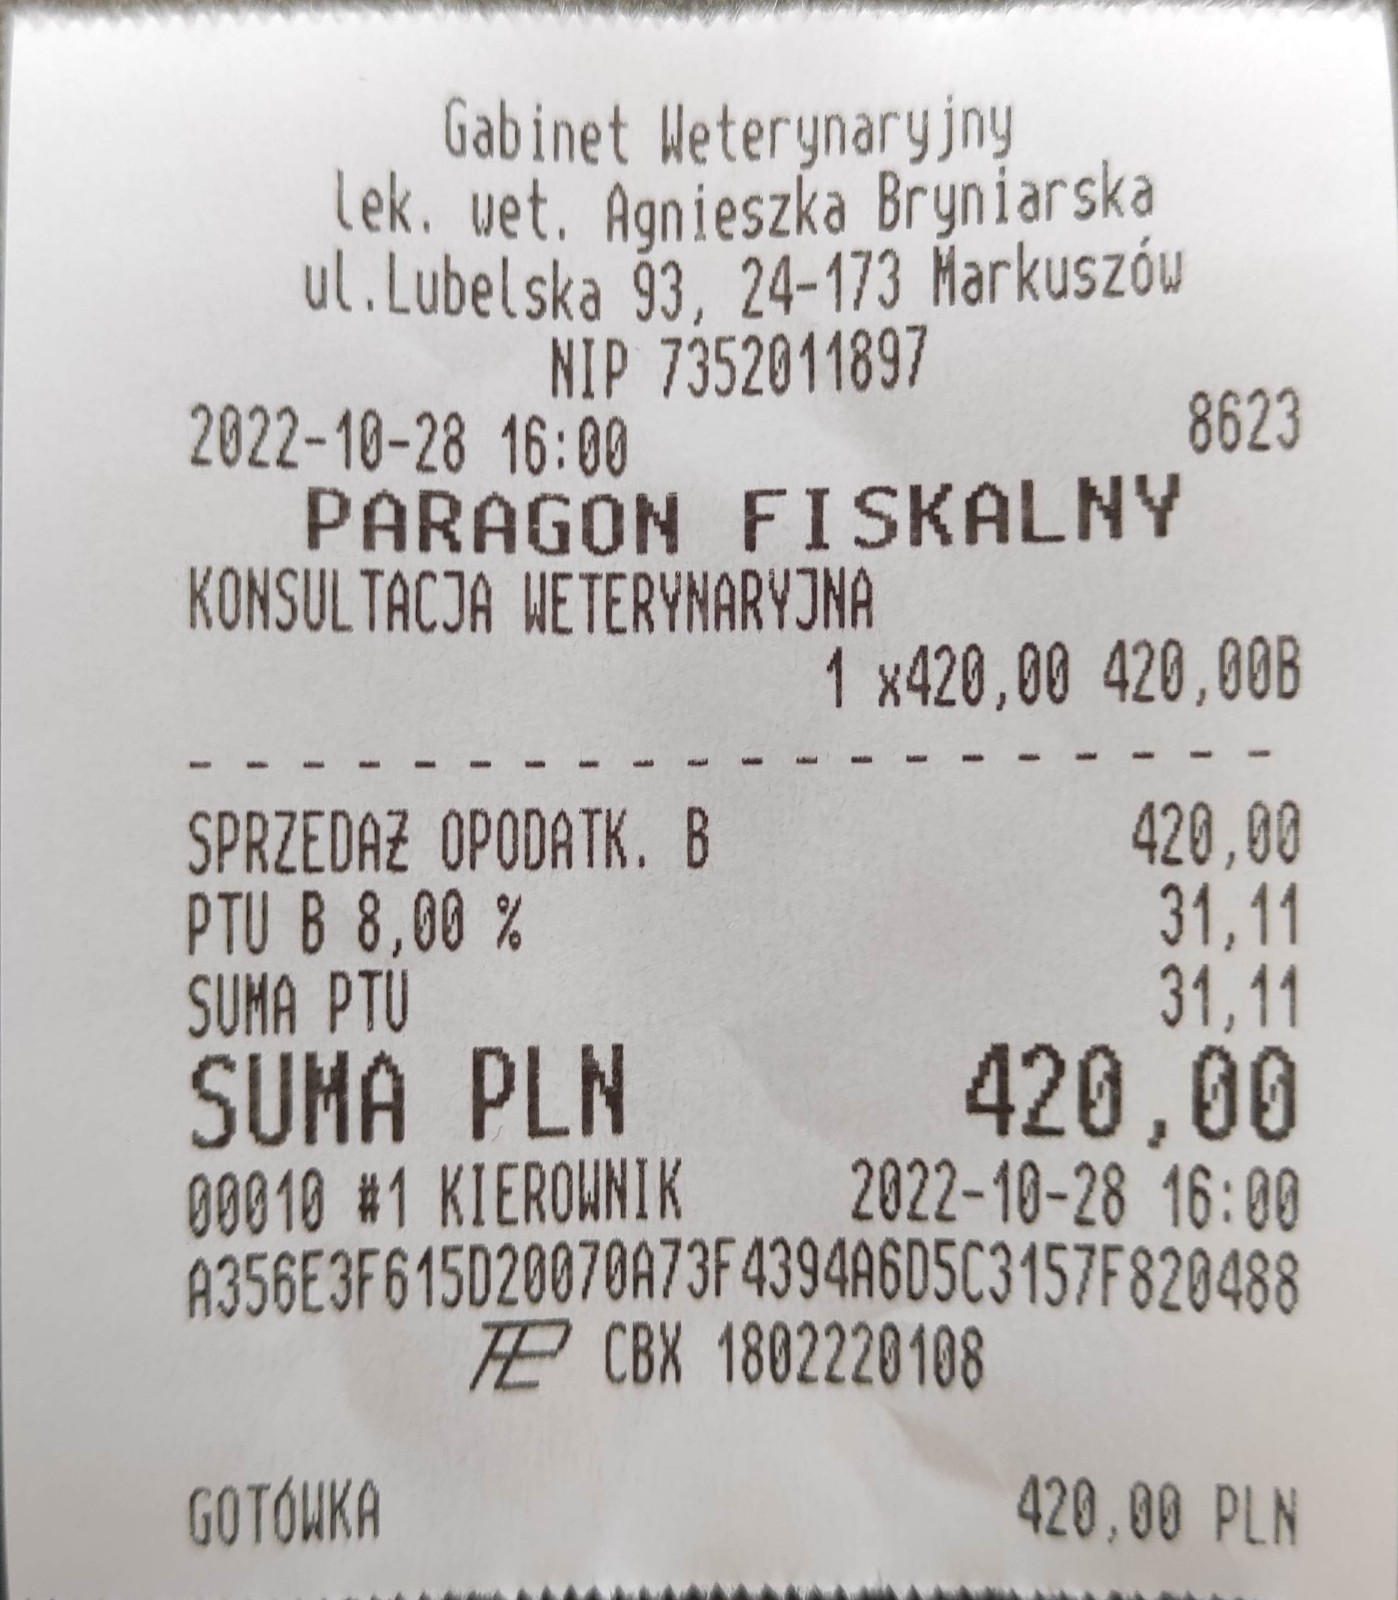 Gabinet Weterynaryjny
lek. wet. Agnieszka Bryniarska
ul.Lubelska 93, 24-173 Markuszów
NIP 7352011897
2022-10-28 16:00 8623
PARAGON FISKALNY
KONSULTACJA WETERYNARYJNA
1 x420,00 420,00B
- - - - - - - - - - - - - - - - - - - -
SPRZEDAŻ OPODATK. B 420,00
PTU B 8,00 % 31,11
SUMA PTU 31,11
SUMA PLN 420,00
00010 #1 KIEROWNIK 2022-10-28 16:00
A356E3F615D20070A73F4394A6D5C3157F820488
CBX 1802220108
GOTÓWKA 420,00 PLN